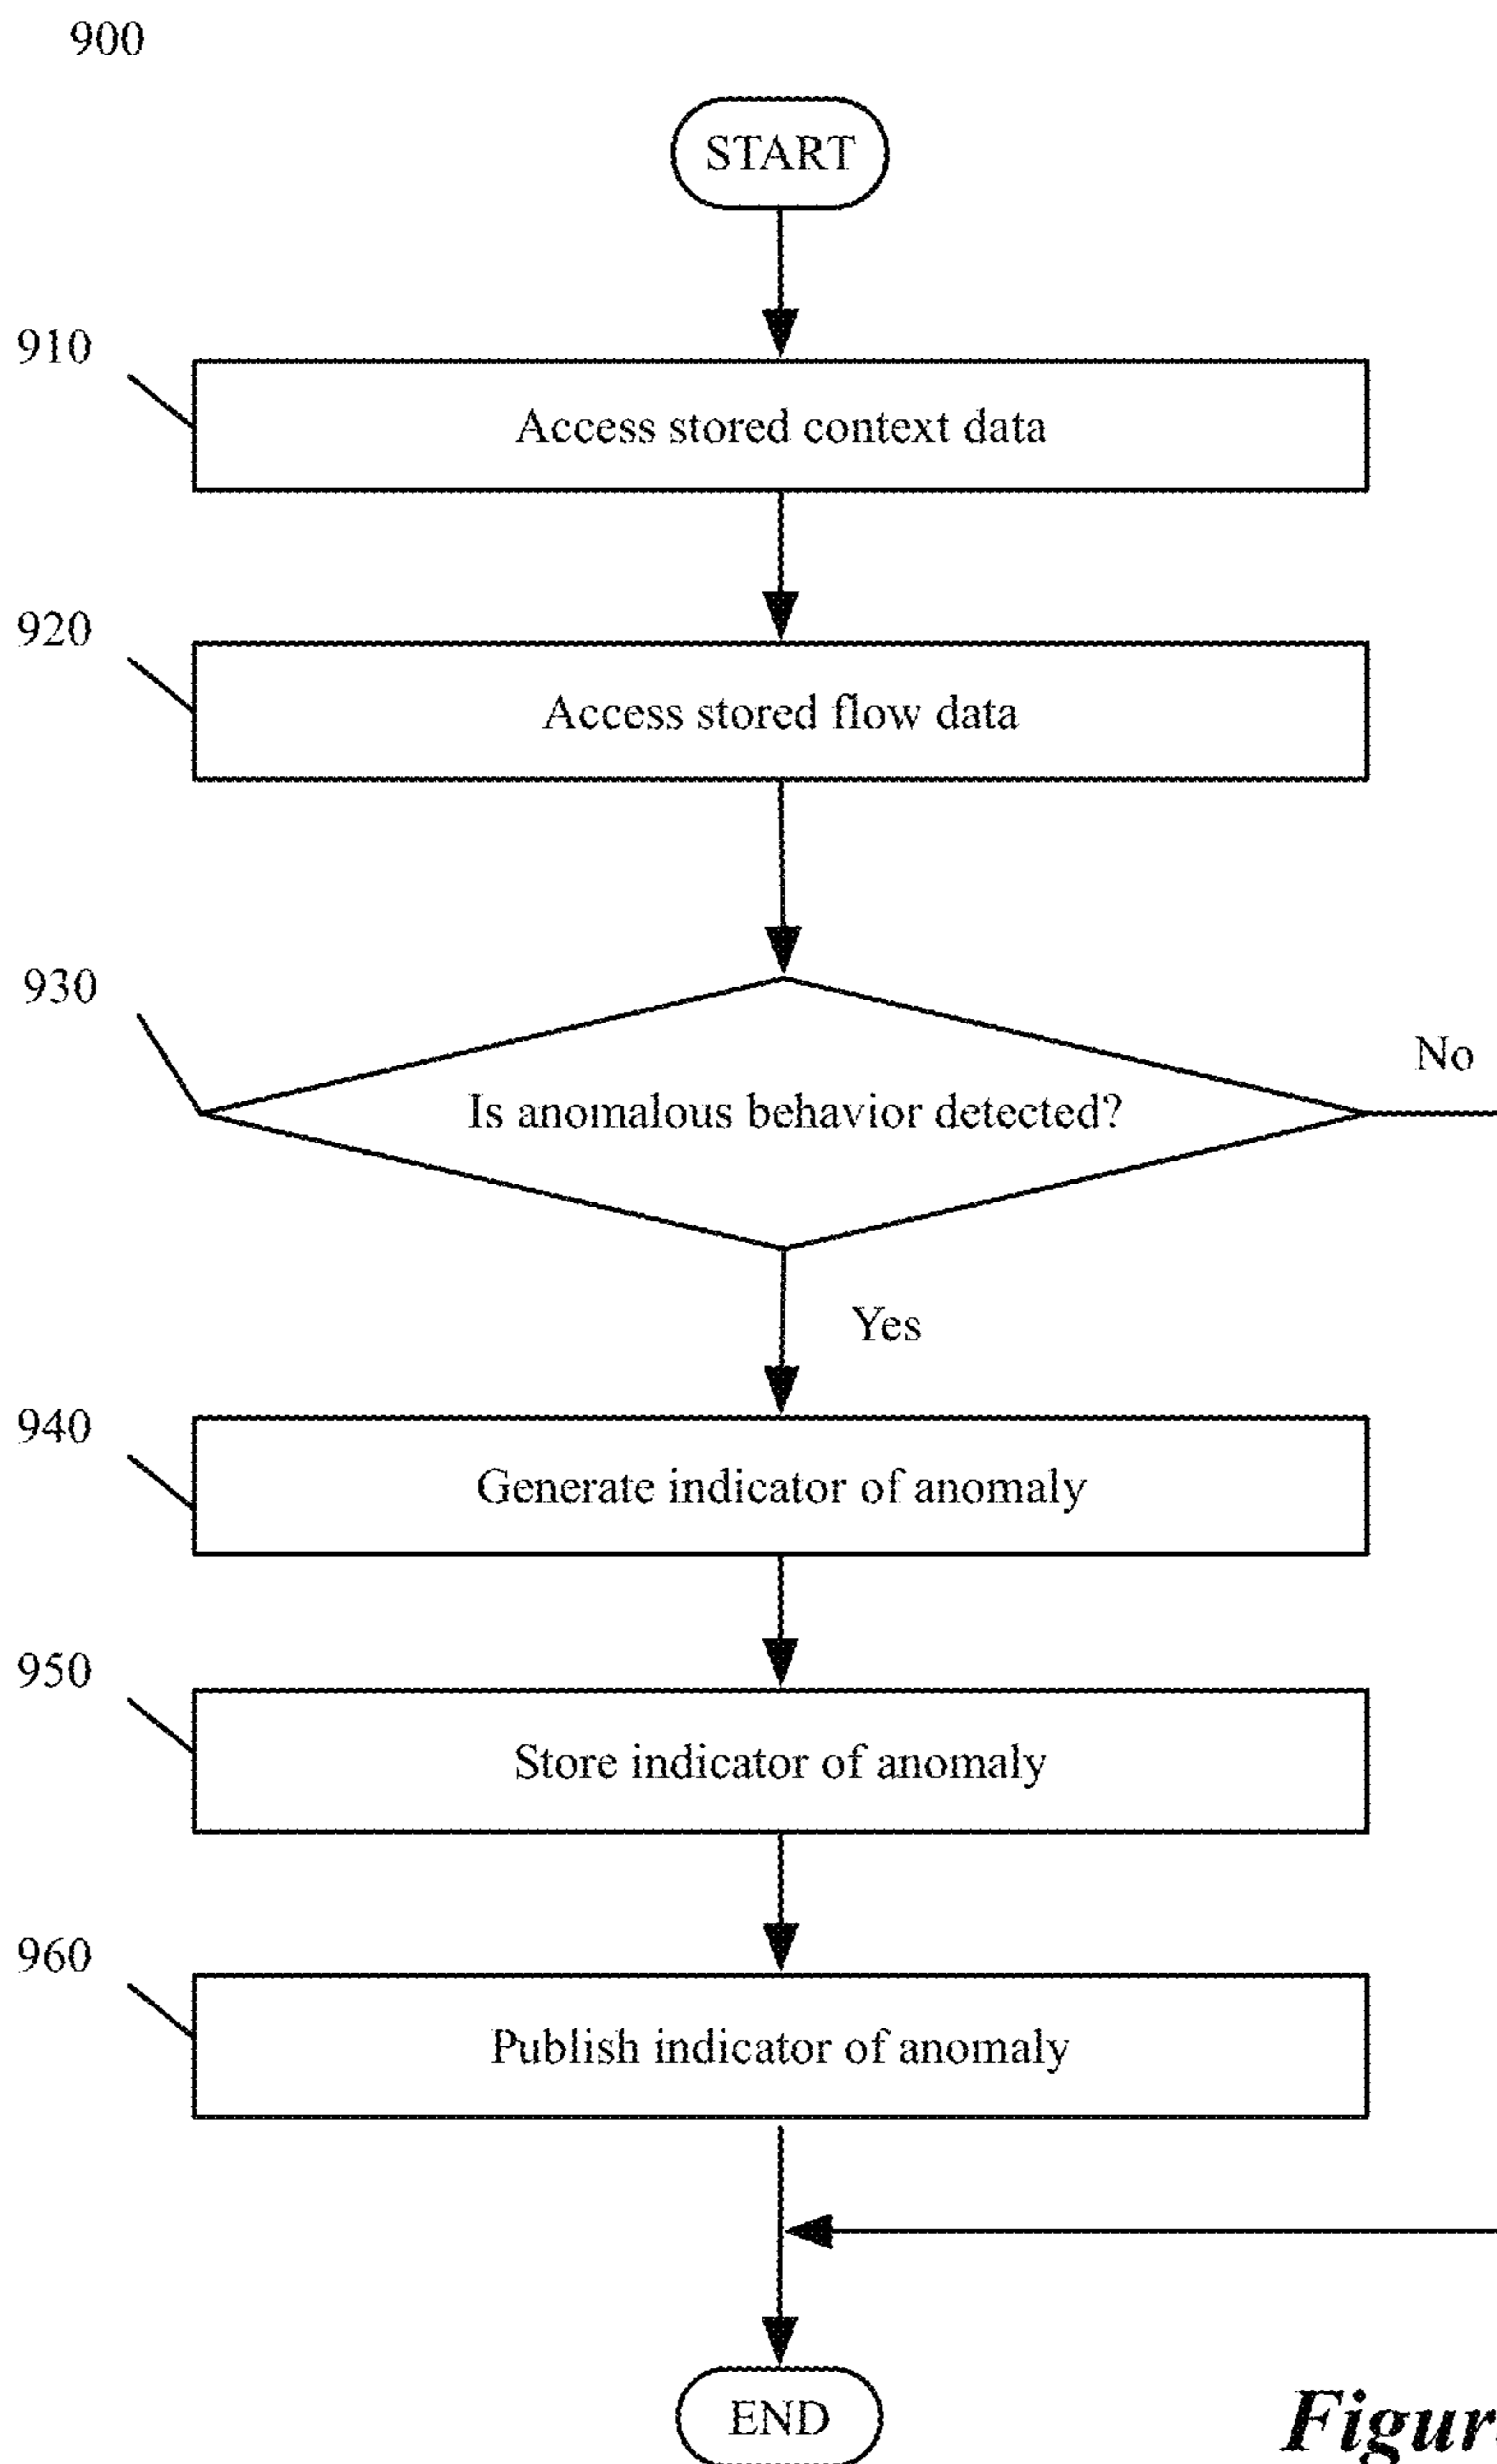 900
START
910
Access stored context data
920
Access stored flow data
930
No
Is anomalous behavior detected?
Yes
940
Generate indicator of anomaly
950
Store indicator of anomaly
960
Publish indicator of anomaly
END